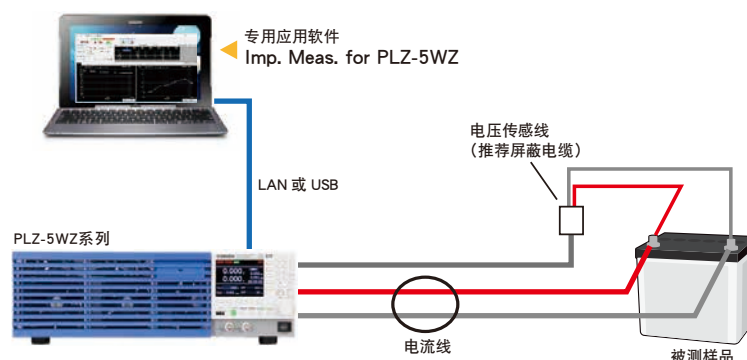 专用应用软件
Imp. Meas. for PLZ-5WZ
电压传感线
（推荐屏蔽电缆）
LAN 或 USB
PLZ-5WZ系列
电流线
被测样品